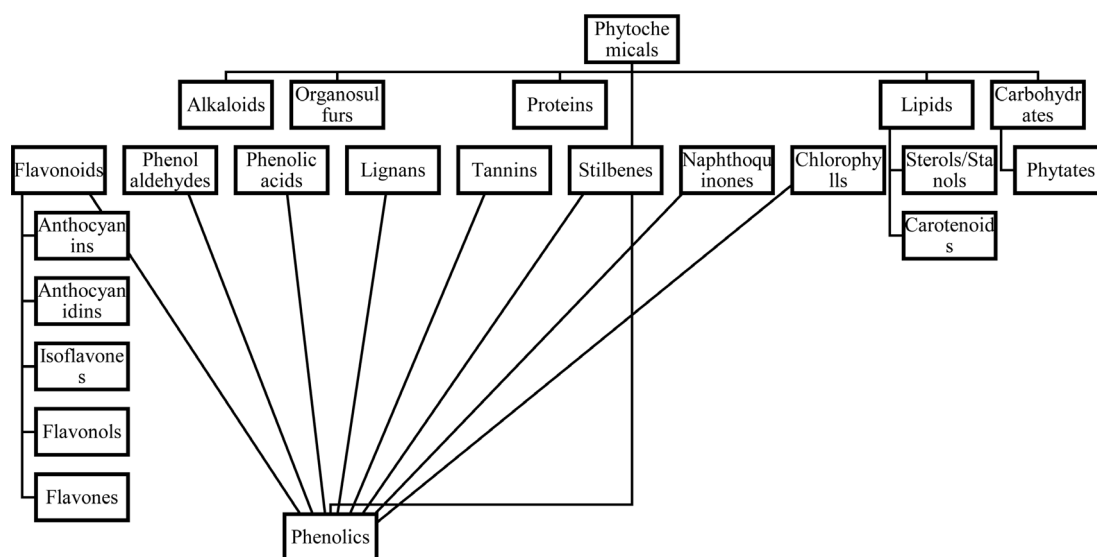 Phytoche
micals
Alkaloids
Organosul
furs
Proteins
Lipids
Carbohydr
ates
Flavonoids
Phenol
aldehydes
Phenolic
acids
Lignans
Tannins
Stilbenes
Naphthoqu
inones
Chlorophy
lls
Sterols/Sta
nols
Phytates
Anthocyan
ins
Carotenoid
s
Anthocyan
idins
Isoflavone
s
Flavonols
Flavones
Phenolics